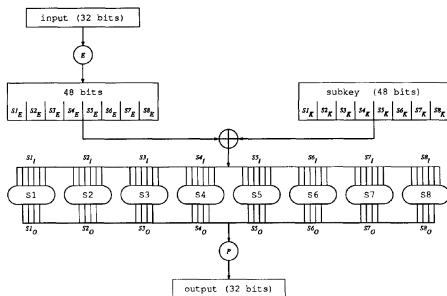 input (32 bits)
E
48 bits
S1E S2E S3E S4E S5E S6E S7E S8E
subkey (48 bits)
S1K S2K S3K S4K S5K S6K S7K S8K
S1I S2I S3I S4I S5I S6I S7I S8I
S1 S2 S3 S4 S5 S6 S7 S8
S1O S2O S3O S4O S5O S6O S7O S8O
P
output (32 bits)